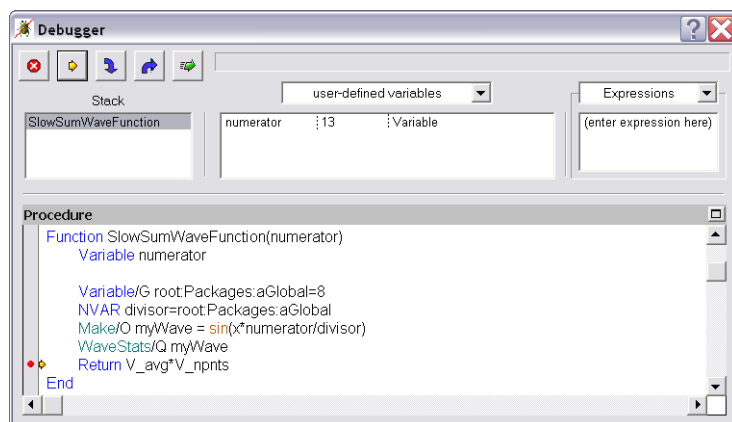 Debugger
Stack
user-defined variables
Expressions
SlowSumWaveFunction
numerator 13 Variable
(enter expression here)
Procedure
Function SlowSumWaveFunction(numerator)
Variable numerator
Variable/G root:Packages:aGlobal=8
NVAR divisor=root:Packages:aGlobal
Make/O myWave = sin(x*numerator/divisor)
WaveStats/Q myWave
Return V_avg*V_npnts
End